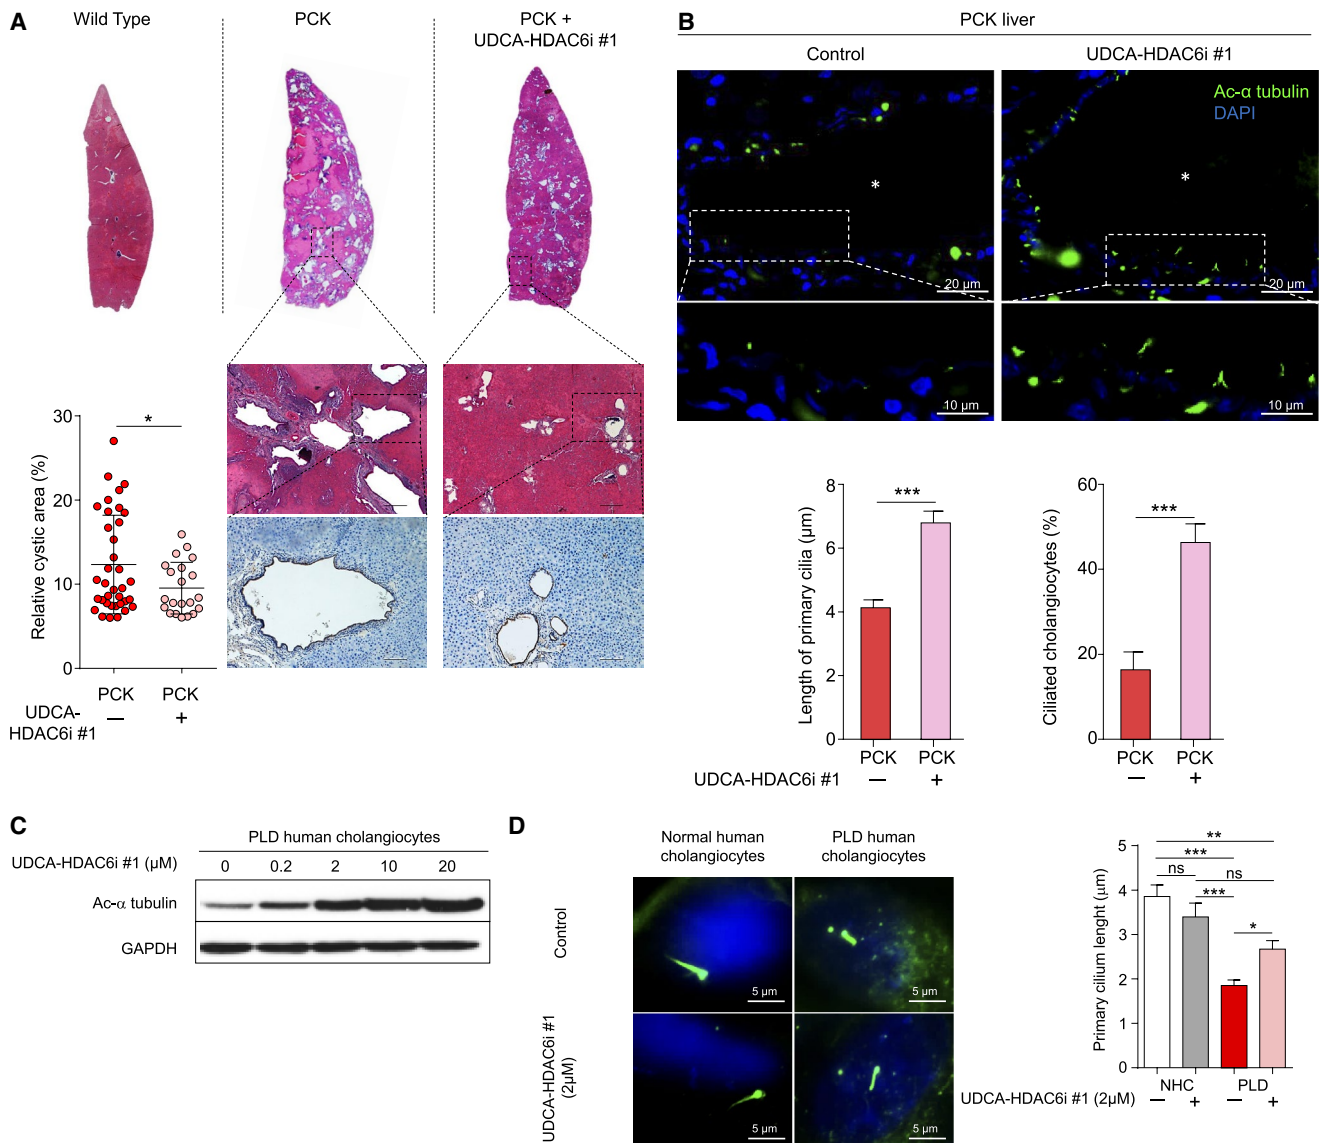 A
Wild Type
PCK
PCK +
UDCA-HDAC6i #1
30
20
10
0
Relative cystic area (%)
*
PCK
PCK
UDCA-
HDAC6i #1
—
+
B
PCK liver
Control
UDCA-HDAC6i #1
Ac-α tubulin
DAPI
*
*
20 µm
20 µm
10 µm
10 µm
8
6
4
2
0
Length of primary cilia (µm)
***
PCK
PCK
UDCA-HDAC6i #1
—
+
60
40
20
0
Ciliated cholangiocytes (%)
***
PCK
PCK
—
+
C
PLD human cholangiocytes
UDCA-HDAC6i #1 (µM)
0
0.2
2
10
20
Ac-α tubulin
GAPDH
D
Normal human
cholangiocytes
PLD human
cholangiocytes
Control
UDCA-HDAC6i #1
(2µM)
5 µm
5 µm
5 µm
5 µm
5
4
3
2
1
0
Primary cilium lenght (µm)
**
***
ns
ns
***
*
NHC
PLD
UDCA-HDAC6i #1 (2µM)
—
+
—
+